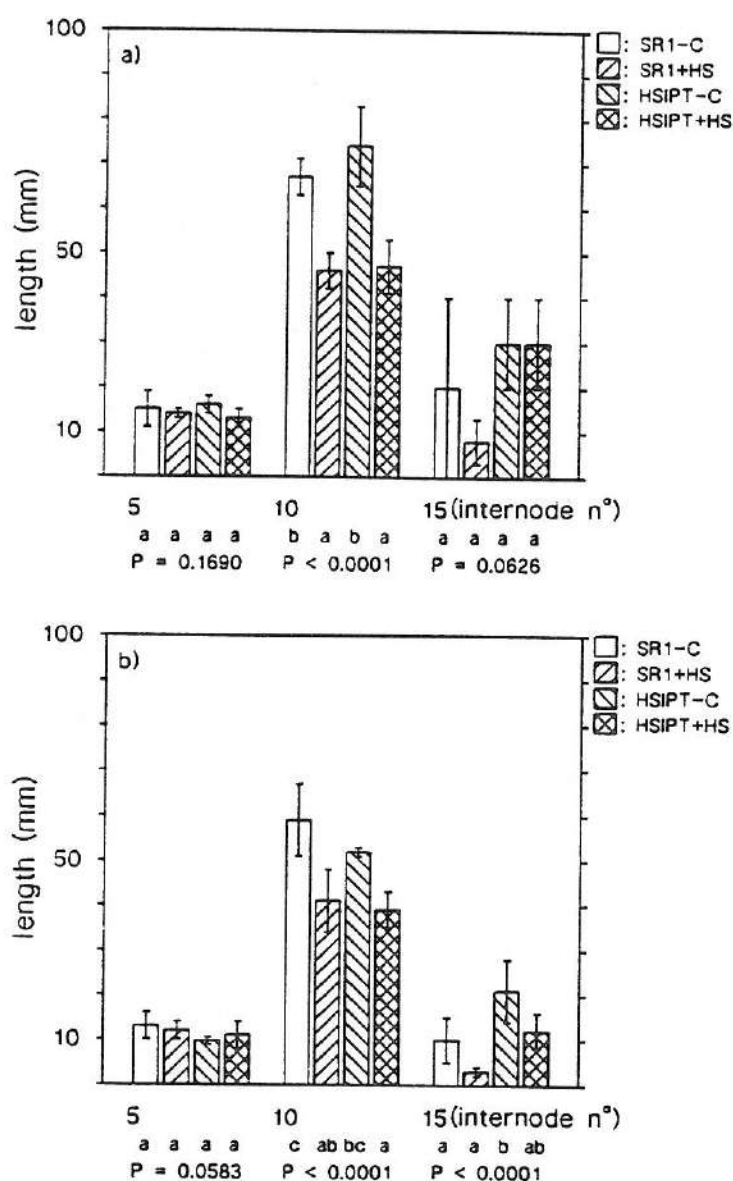 100
a)
50
10
length (mm)
□: SR1-C
▨: SR1+HS
▧: HSIPT-C
▩: HSIPT+HS
5 10 15(internode n°)
a a a a b a b a a a a a
P = 0.1690 P < 0.0001 P = 0.0626
100
b)
50
10
length (mm)
□: SR1-C
▨: SR1+HS
▧: HSIPT-C
▩: HSIPT+HS
5 10 15(internode n°)
a a a a c ab bc a a a b ab
P = 0.0583 P < 0.0001 P < 0.0001